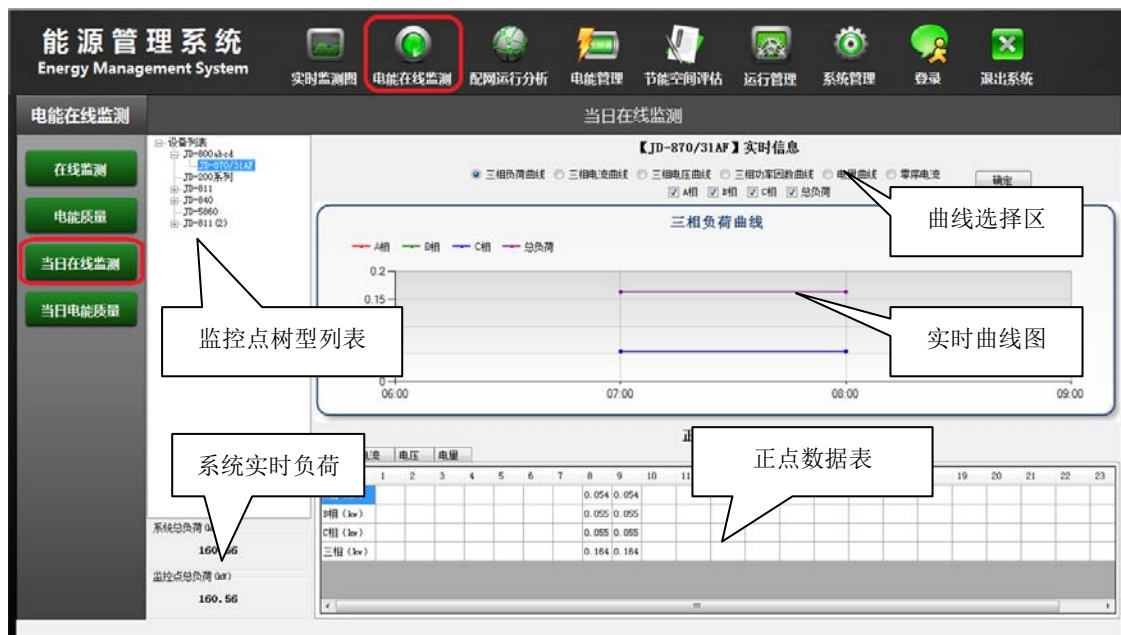 能源管理系统
Energy Management System
实时监测图 电能在线监测 配网运行分析 电能管理 节能空间评估 运行管理 系统管理 登录 退出系统
电能在线监测
当日在线监测
在线监测
电能质量
当日在线监测
当日电能质量
设备列表
JD-800abcd
JD-870/31AF
JD-200系列
JD-811
JD-840
JD-5860
JD-811(2)
【JD-870/31AF】实时信息
三相负荷曲线 三相电流曲线 三相电压曲线 三相功率因数曲线 电量曲线 零序电流 确定
A相 B相 C相 总负荷
曲线选择区
三相负荷曲线
A相 B相 C相 总负荷
0.2
0.15
0
06:00 07:00 08:00 09:00
监控点树型列表
实时曲线图
系统实时负荷
正点数据表
正
电压 电量
1 2 3 4 5 6 7 8 9 10 11 19 20 21 22 23
0.054 0.054
B相(kw) 0.055 0.055
C相(kw) 0.055 0.055
三相(kw) 0.164 0.164
系统总负荷
监控点总负荷(kW)
160.56